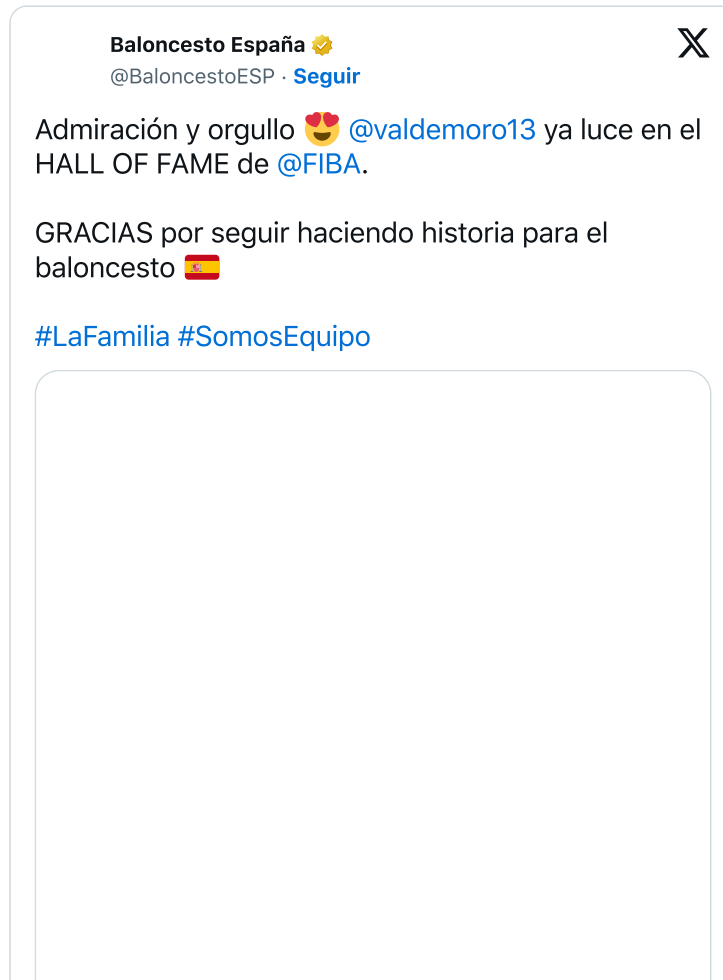 Baloncesto España
@BaloncestoESP · Seguir
Admiración y orgullo 😍 @valdemoro13 ya luce en el
HALL OF FAME de @FIBA.
GRACIAS por seguir haciendo historia para el
baloncesto 🇪🇸
#LaFamilia #SomosEquipo